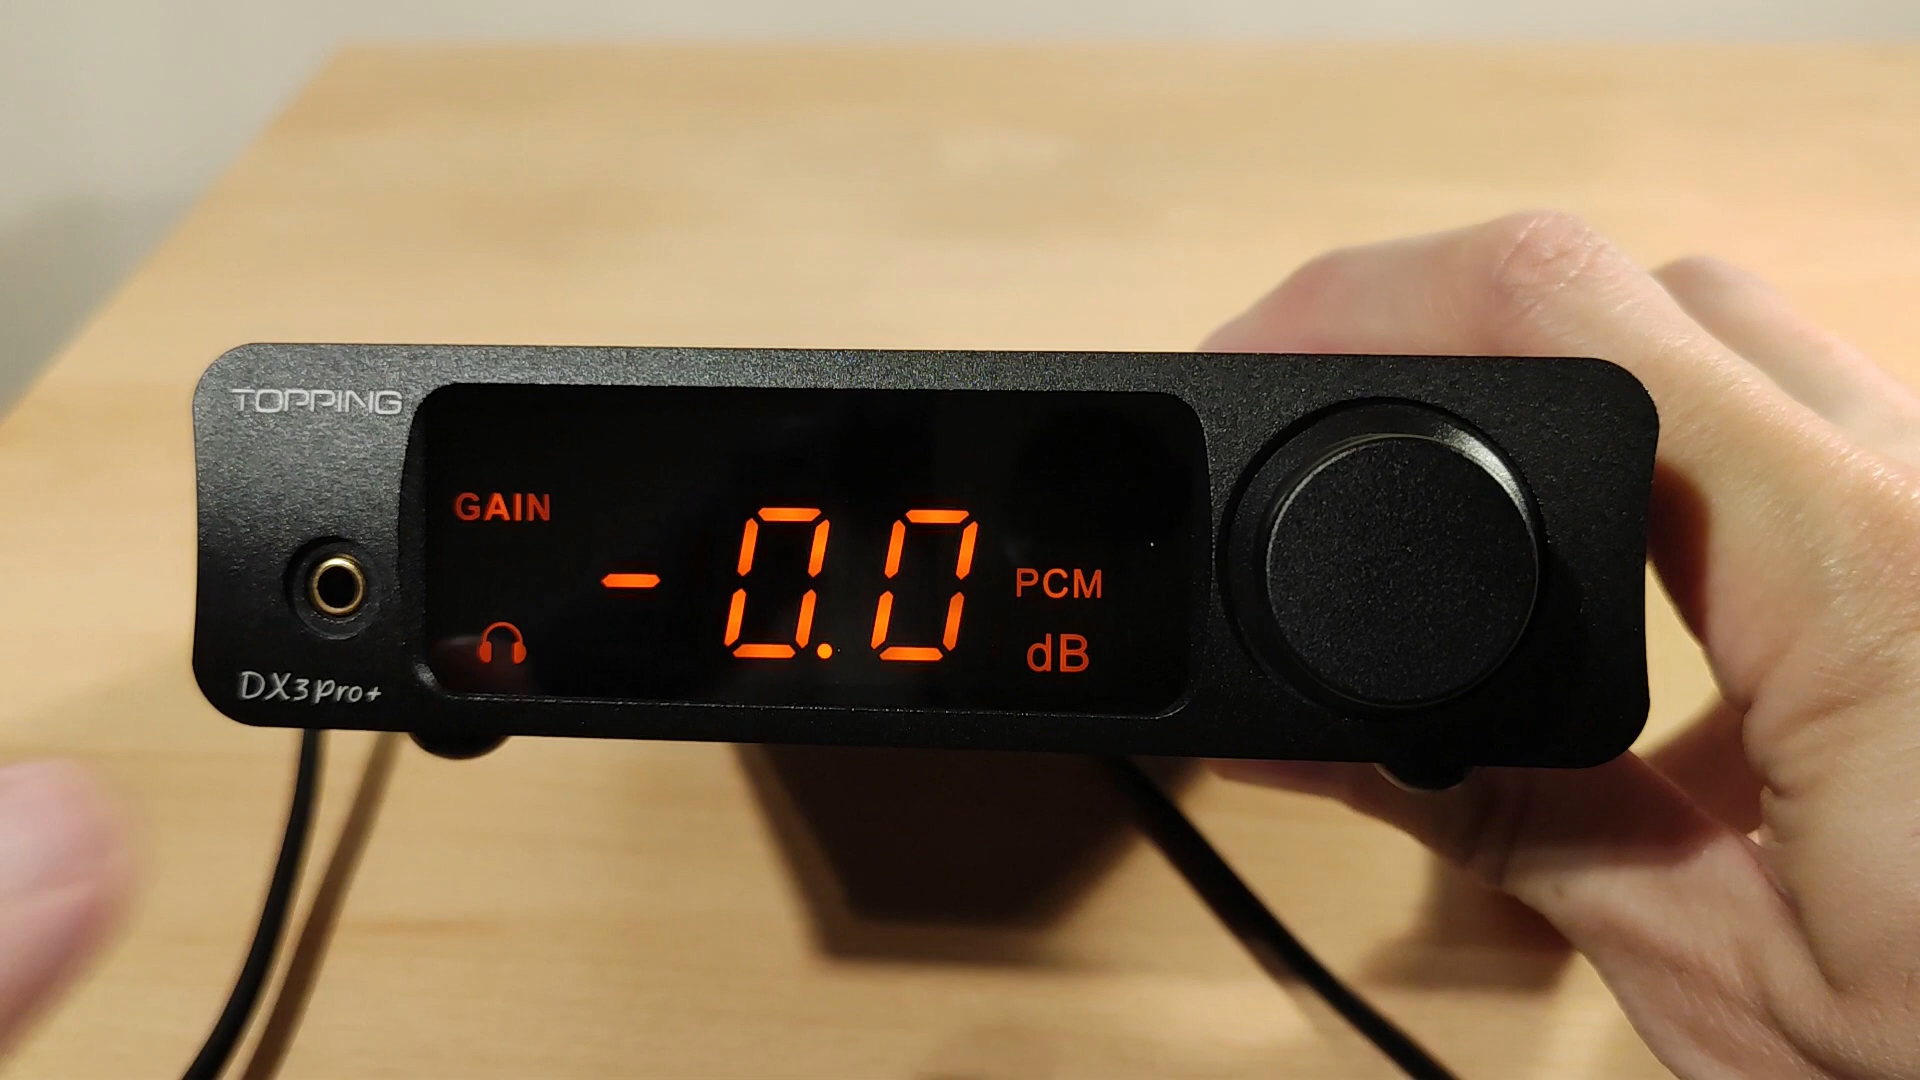 TOPPING
GAIN
-0.0
PCM
dB
DX3Pro+